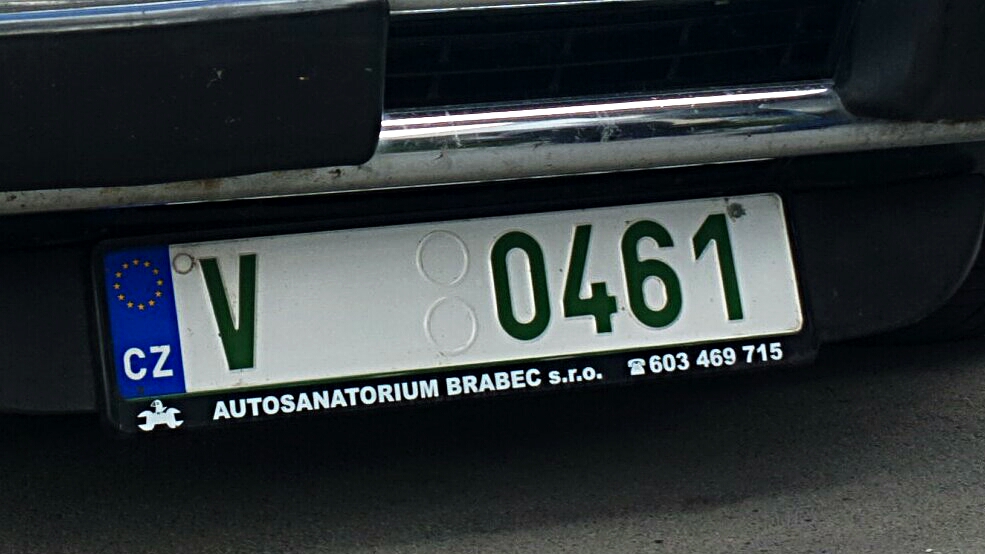 V 0461
CZ
AUTOSANATORIUM BRABEC s.r.o. ☎603 469 715